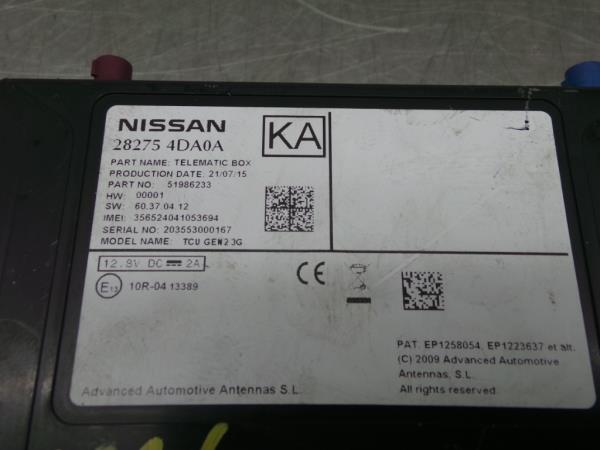 NISSAN
KA
28275 4DA0A
PART NAME: TELEMATIC BOX
PRODUCTION DATE: 21/07/15
PART NO: 51986233
HW: 00001
SW: 60.37.04.12
IMEI: 356524041053694
SERIAL NO: 203553000167
MODEL NAME: TCU GEN2 3G
12.8V DC 2A
CE
E13 10R-04 13389
PAT. EP1258054, EP1223637 et alt.
(C) 2009 Advanced Automotive
Antennas, S.L.
All rights reserved.
Advanced Automotive Antennas S.L.